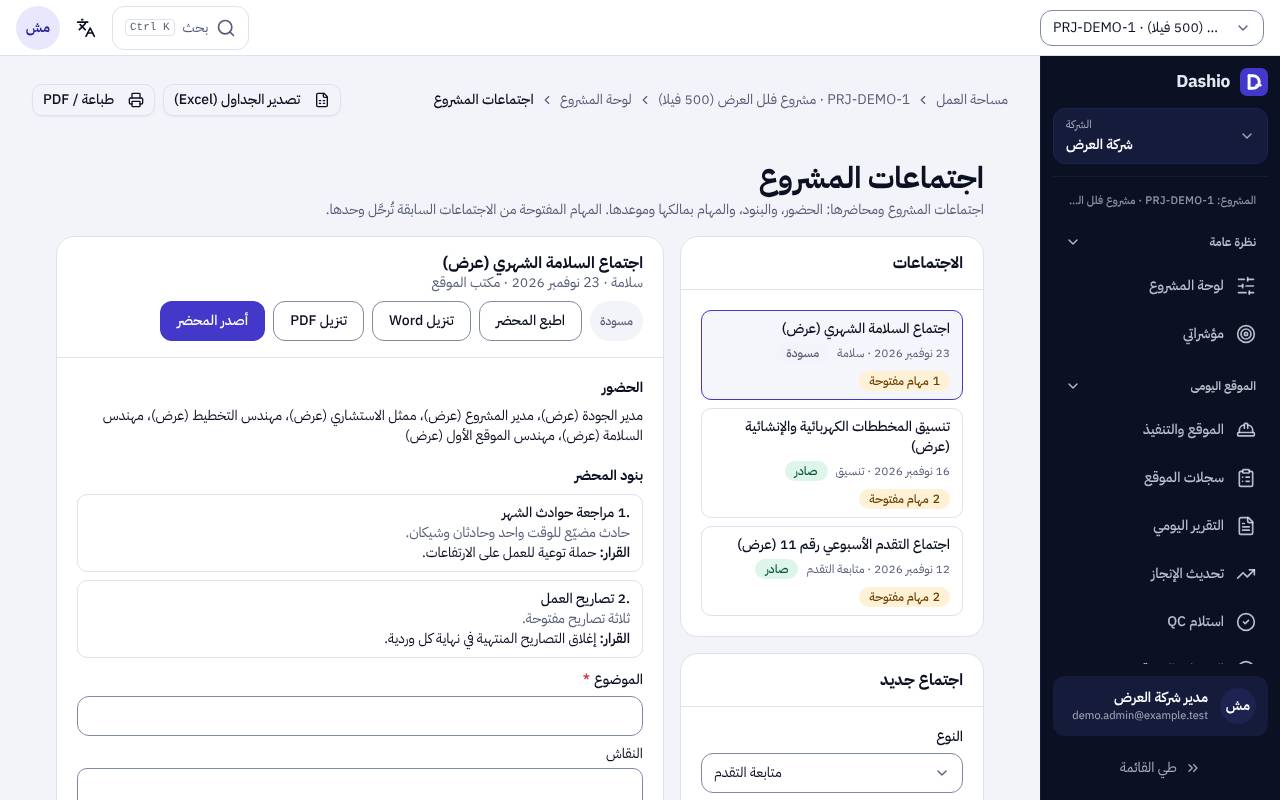 PRJ-DEMO-1 · (500 فيلا) ...
بحث Ctrl K
مش
Dashio
الشركة
شركة العرض
المشروع: PRJ-DEMO-1 · مشروع فلل الـ...
نظرة عامة
لوحة المشروع
مؤشراتي
الموقع اليومي
الموقع والتنفيذ
سجلات الموقع
التقرير اليومي
تحديث الإنجاز
استلام QC
مش
مدير شركة العرض
demo.admin@example.test
طي القائمة
مساحة العمل
PRJ-DEMO-1 · مشروع فلل العرض (500 فيلا)
لوحة المشروع
اجتماعات المشروع
تصدير الجداول (Excel)
طباعة / PDF
اجتماعات المشروع
اجتماعات المشروع ومحاضرها: الحضور، والبنود، والمهام بمالكها وموعدها. المهام المفتوحة من الاجتماعات السابقة تُرحَّل وحدها.
الاجتماعات
اجتماع السلامة الشهري (عرض)
23 نوفمبر 2026 · سلامة مسودة
1 مهام مفتوحة
تنسيق المخططات الكهربائية والإنشائية
(عرض)
16 نوفمبر 2026 · تنسيق صادر
2 مهام مفتوحة
اجتماع التقدم الأسبوعي رقم 11 (عرض)
12 نوفمبر 2026 · متابعة التقدم صادر
2 مهام مفتوحة
اجتماع جديد
النوع
متابعة التقدم
اجتماع السلامة الشهري (عرض)
سلامة · 23 نوفمبر 2026 · مكتب الموقع
مسودة
اطبع المحضر
تنزيل Word
تنزيل PDF
أصدر المحضر
الحضور
مدير الجودة (عرض)، مدير المشروع (عرض)، ممثل الاستشاري (عرض)، مهندس التخطيط (عرض)، مهندس
السلامة (عرض)، مهندس الموقع الأول (عرض)
بنود المحضر
1. مراجعة حوادث الشهر
حادث مضيّع للوقت واحد وحادثان وشيكان.
القرار: حملة توعية للعمل على الارتفاعات.
2. تصاريح العمل
ثلاثة تصاريح مفتوحة.
القرار: إغلاق التصاريح المنتهية في نهاية كل وردية.
الموضوع *
النقاش